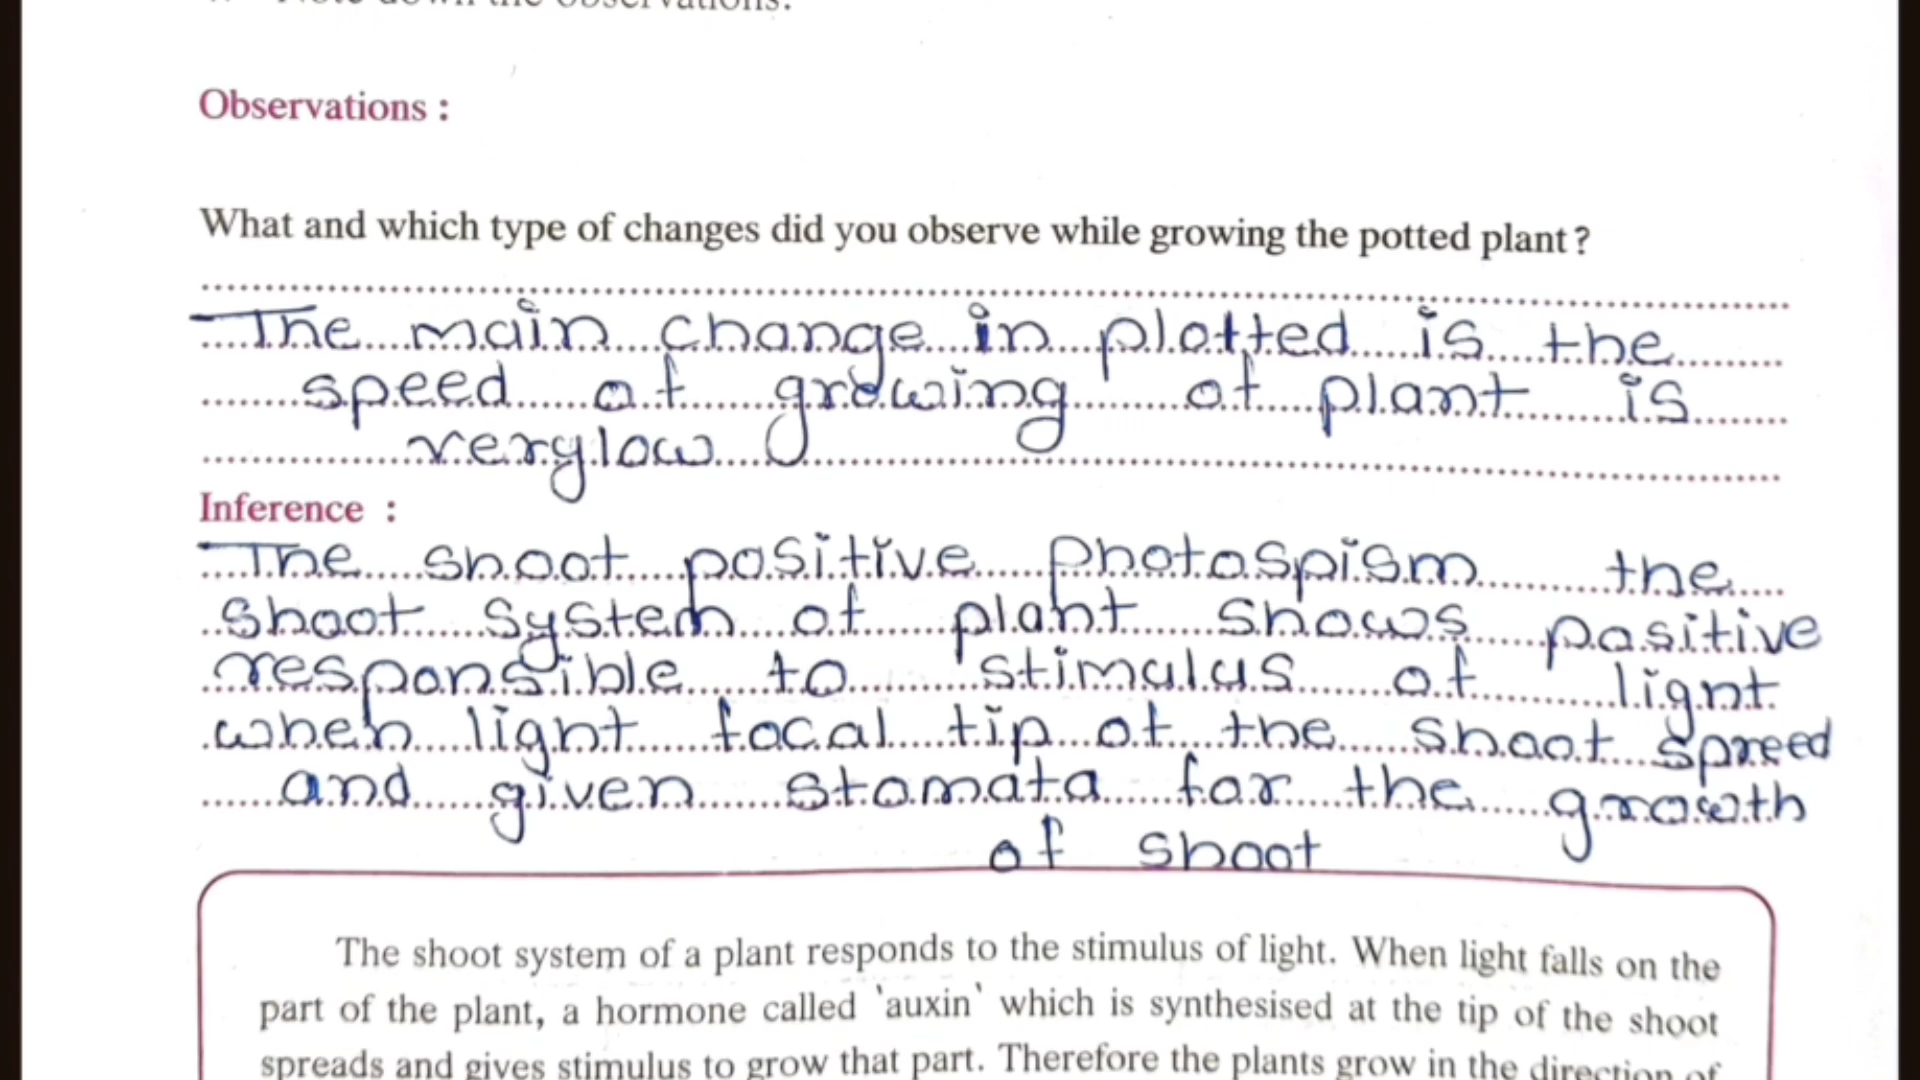 Note down the observations.
Observations :
What and which type of changes did you observe while growing the potted plant?
The main change in plotted is the
speed of growing of plant is
verylow
Inference :
The shoot positive Photospism the
shoot system of plant shows positive
responsible to stimulus of light
when light focal tip of the shoot spreed
and given stomata for the growth
of shoot
The shoot system of a plant responds to the stimulus of light. When light falls on the
part of the plant, a hormone called 'auxin' which is synthesised at the tip of the shoot
spreads and gives stimulus to grow that part. Therefore the plants grow in the direction of